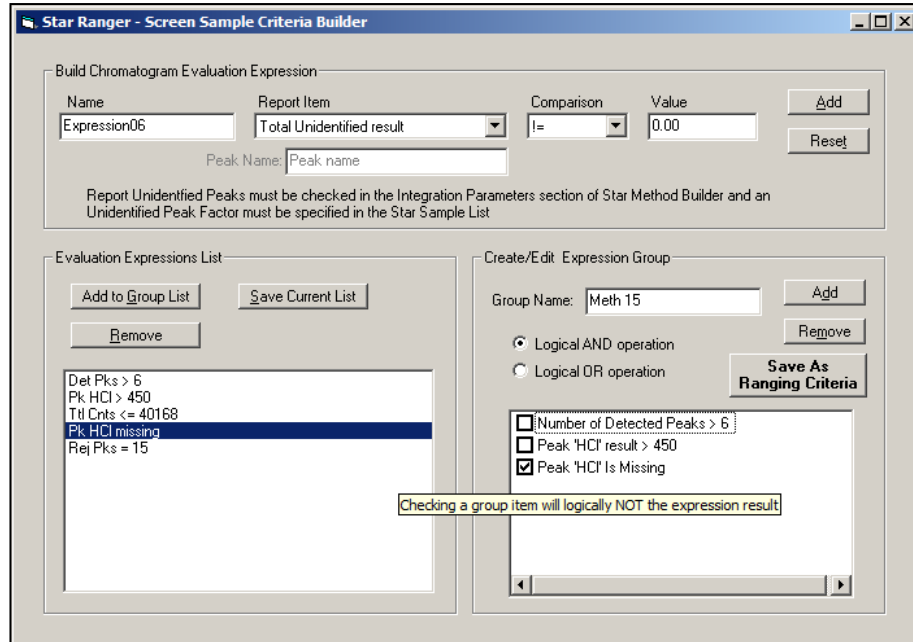 Star Ranger - Screen Sample Criteria Builder
Build Chromatogram Evaluation Expression
Name Report Item Comparison Value
Expression06 Total Unidentified result != 0.00 Add
Reset
Peak Name: Peak name
Report Unidentfied Peaks must be checked in the Integration Parameters section of Star Method Builder and an
Unidentified Peak Factor must be specified in the Star Sample List
Evaluation Expressions List
Add to Group List Save Current List
Remove
Det Pks > 6
Pk HCl > 450
Ttl Cnts <= 40168
Pk HCl missing
Rej Pks = 15
Create/Edit Expression Group
Group Name: Meth 15 Add
Remove
Logical AND operation
Logical OR operation
Save As
Ranging Criteria
Number of Detected Peaks > 6
Peak 'HCl' result > 450
Peak 'HCl' Is Missing
Checking a group item will logically NOT the expression result